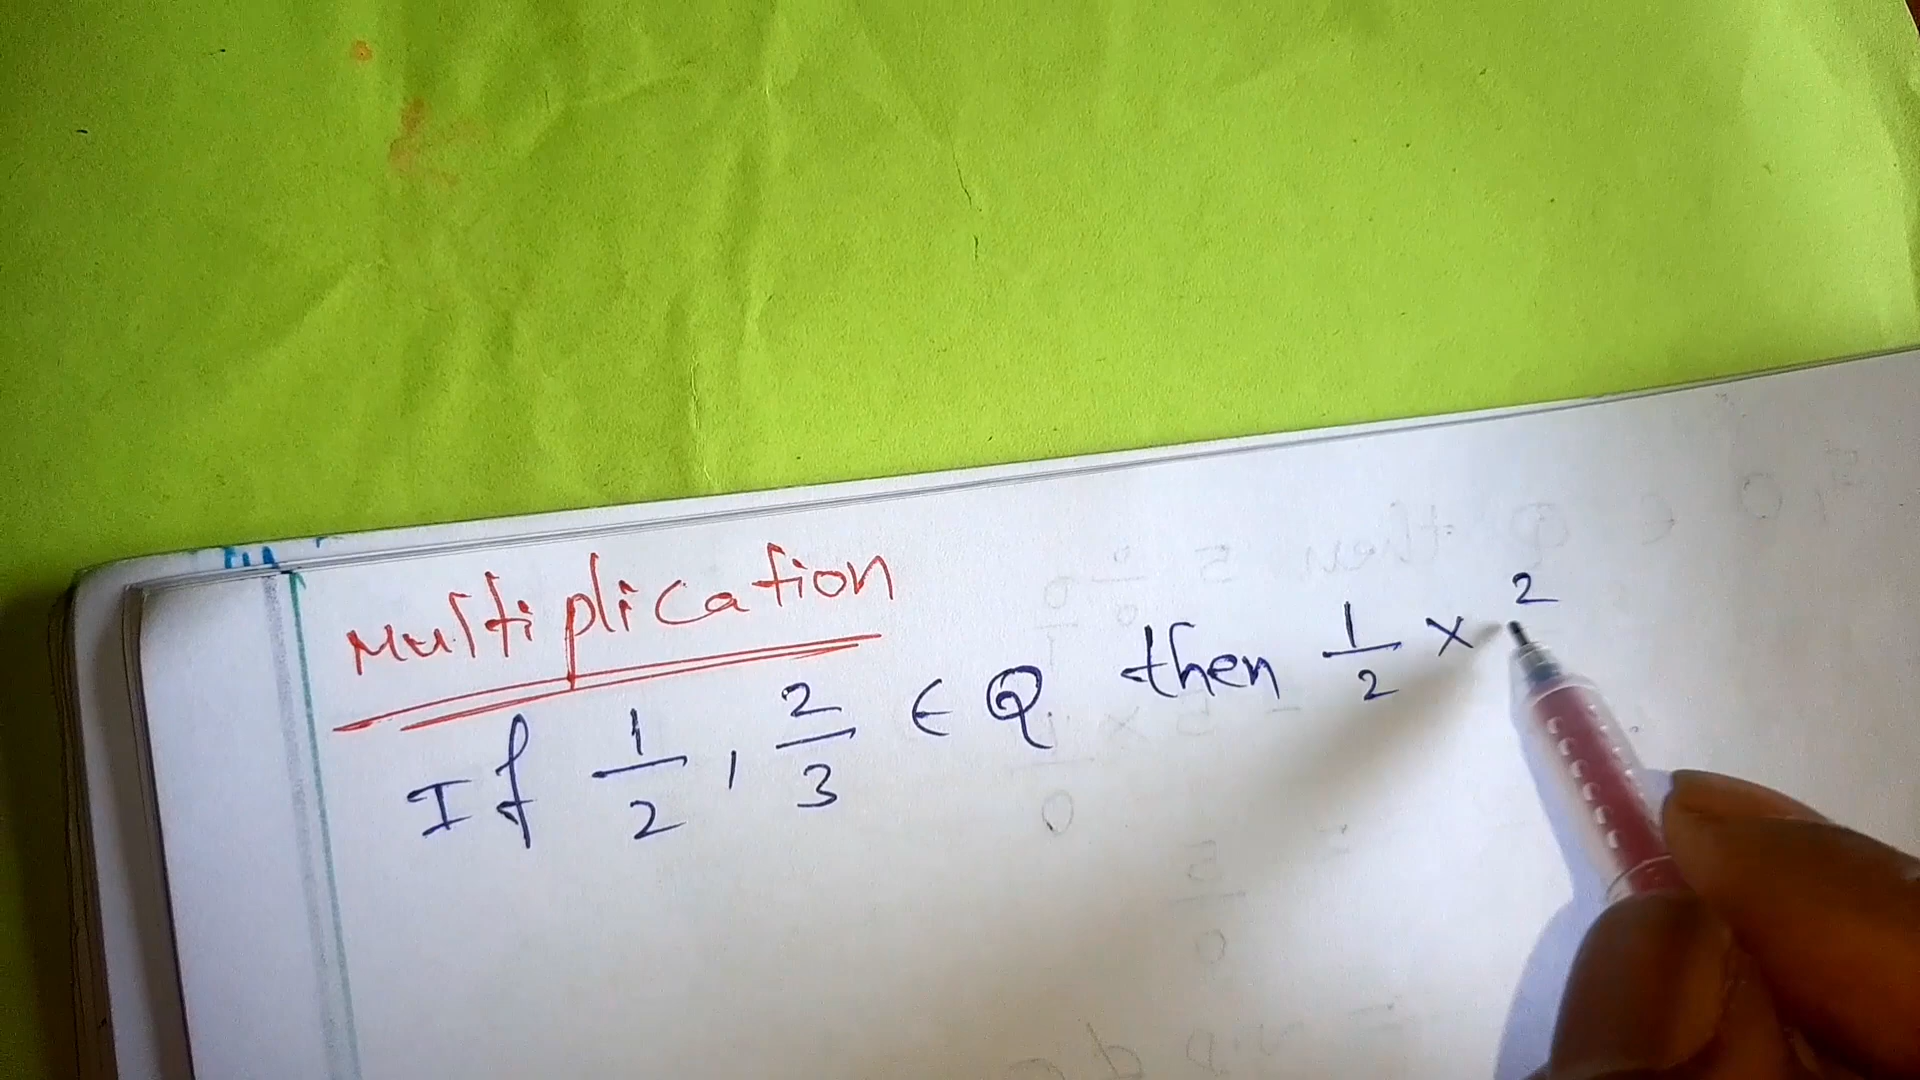 Multiplication
If 1/2, 2/3 ∈ Q then 1/2 × 2